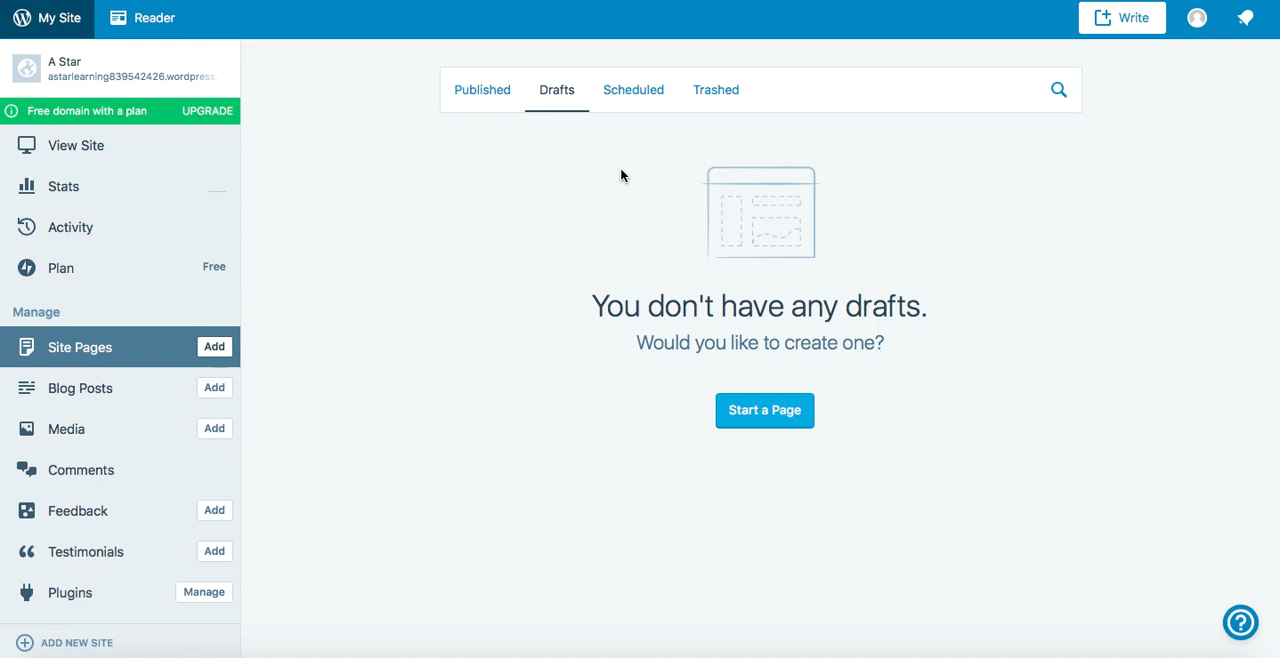 My Site
Reader
Write
A Star
astarlearning839542426.wordpress.
Free domain with a plan UPGRADE
View Site
Stats
Activity
Plan Free
Manage
Site Pages Add
Blog Posts Add
Media Add
Comments
Feedback Add
Testimonials Add
Plugins Manage
ADD NEW SITE
Published Drafts Scheduled Trashed
You don't have any drafts.
Would you like to create one?
Start a Page